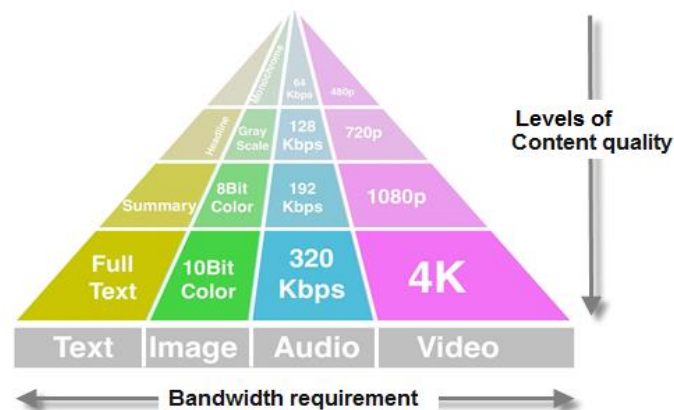 Monochrome
64
Kbps
480p
Headline
Gray
Scale
128
Kbps
720p
Summary
8Bit
Color
192
Kbps
1080p
Full
Text
10Bit
Color
320
Kbps
4K
Text
Image
Audio
Video
Levels of
Content quality
Bandwidth requirement